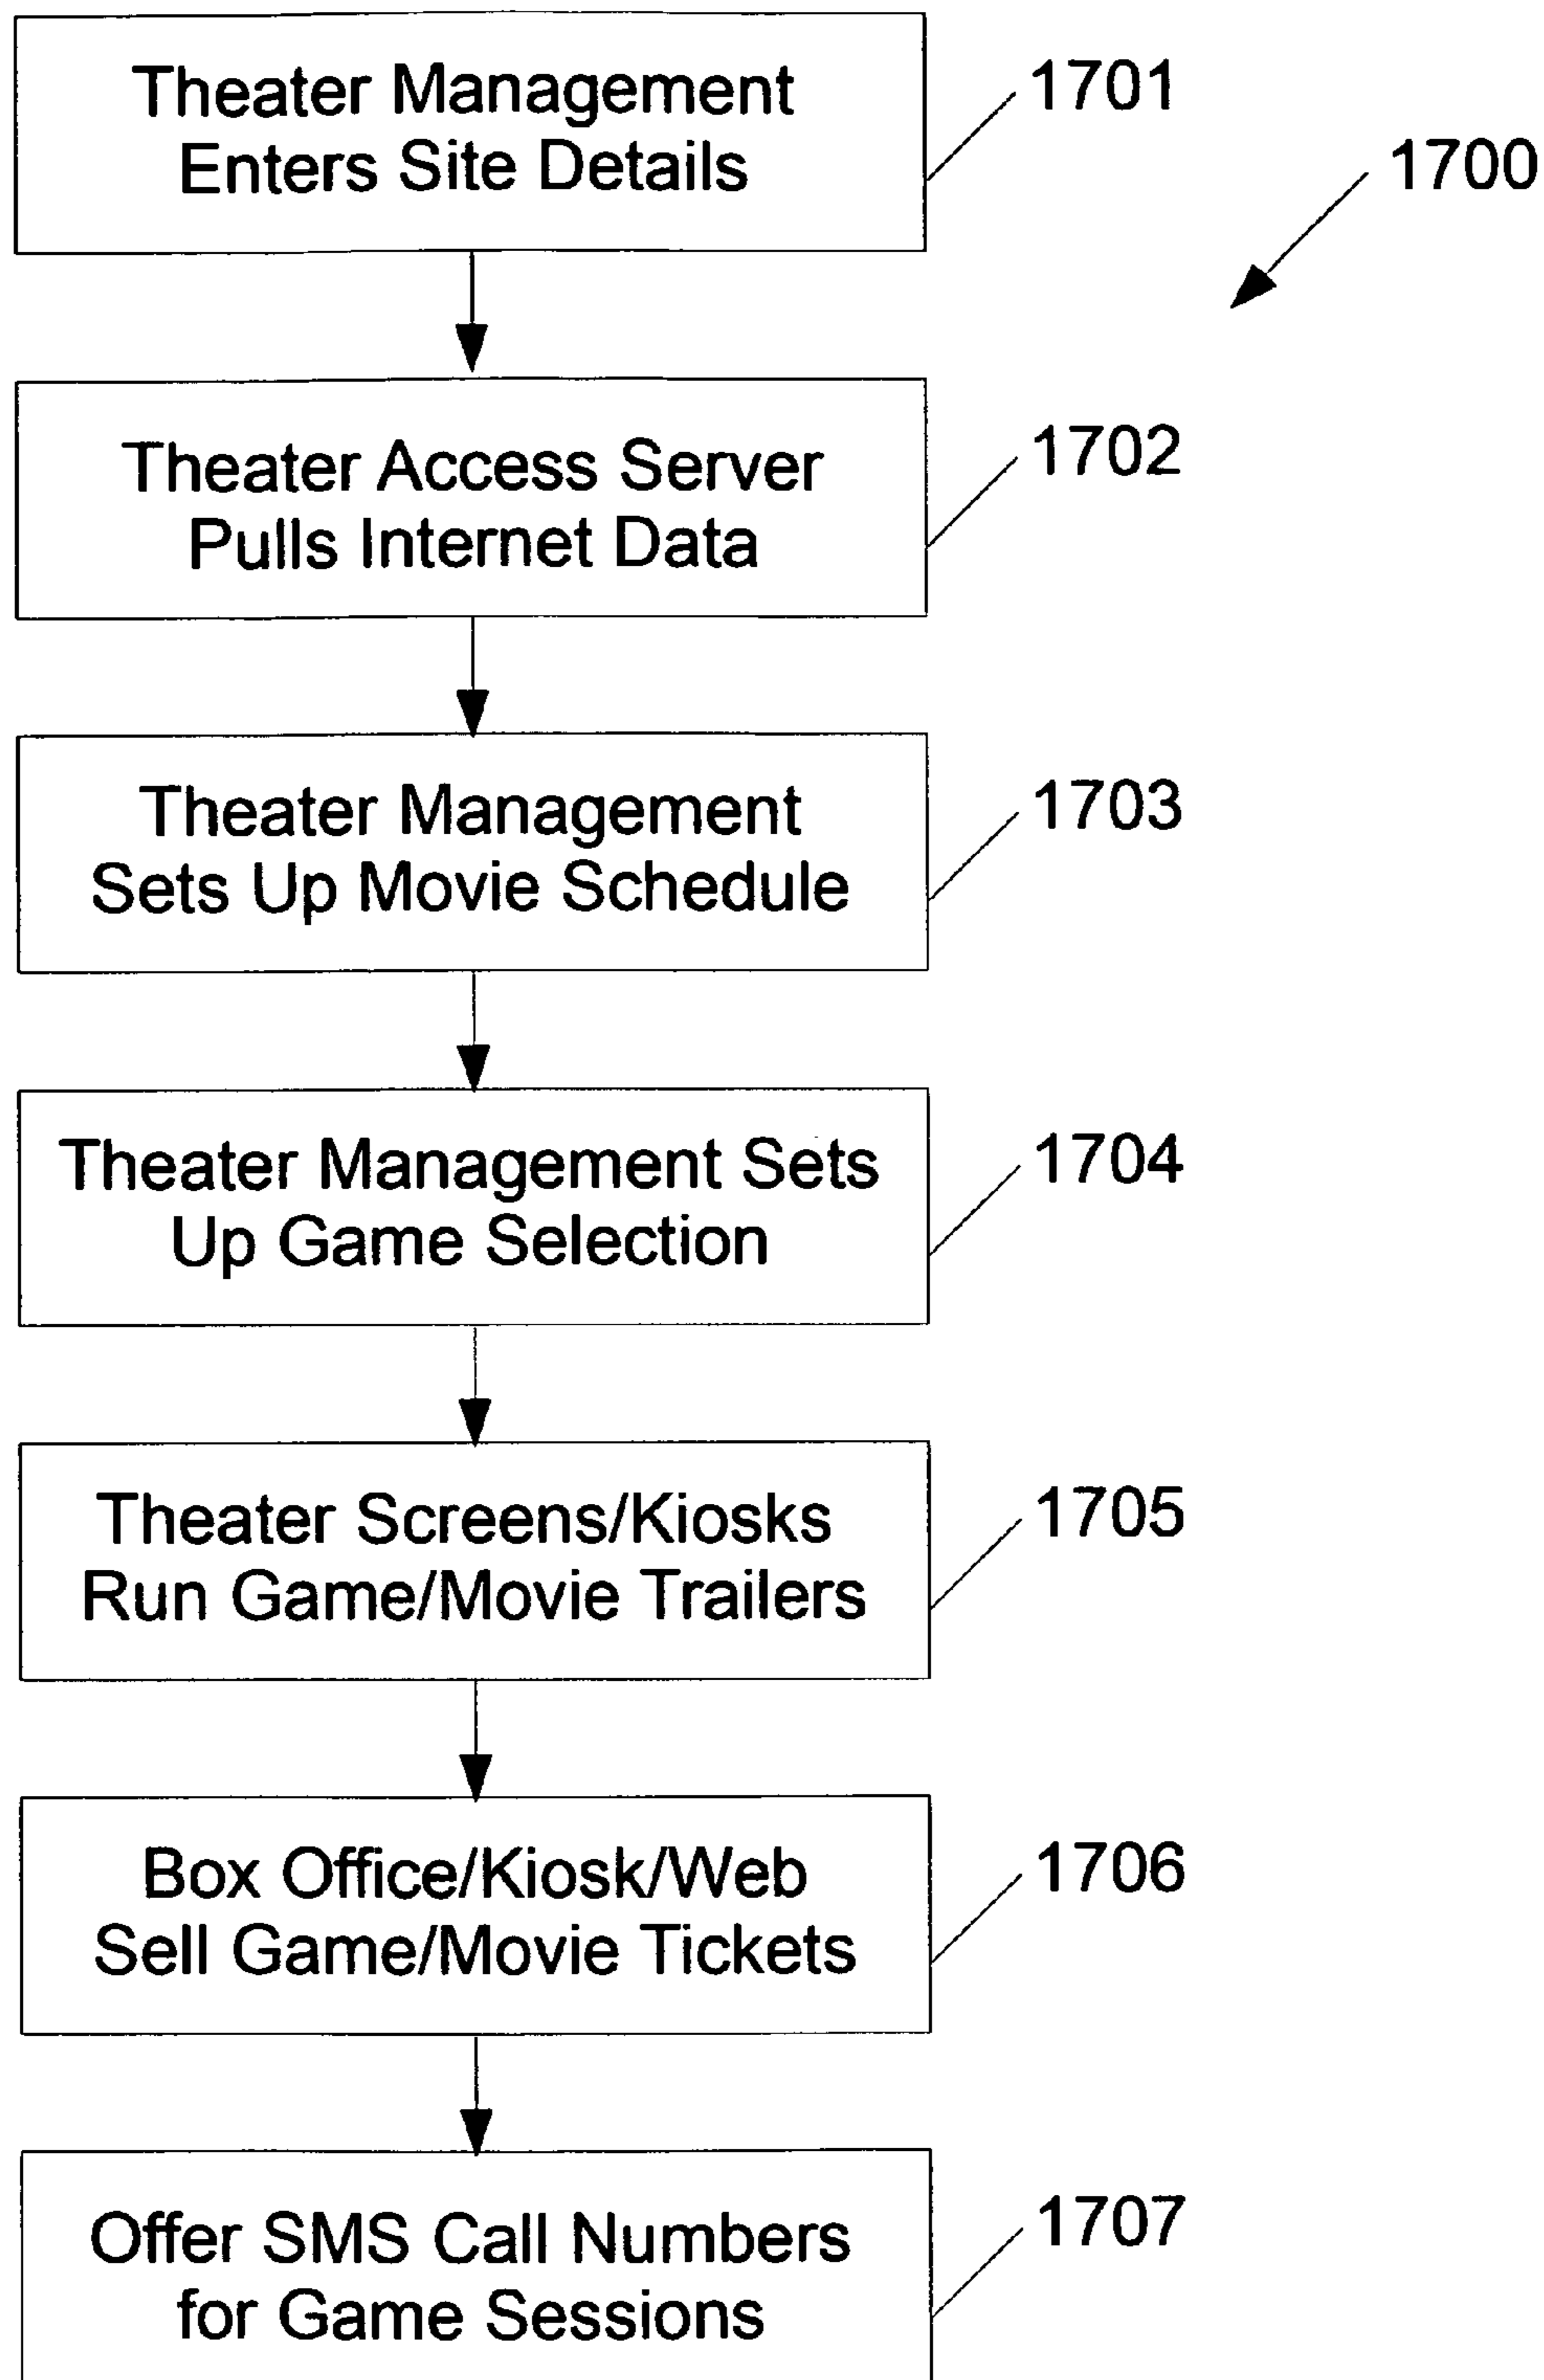 Theater Management
Enters Site Details
1701
1700
Theater Access Server
Pulls Internet Data
1702
Theater Management
Sets Up Movie Schedule
1703
Theater Management Sets
Up Game Selection
1704
Theater Screens/Kiosks
Run Game/Movie Trailers
1705
Box Office/Kiosk/Web
Sell Game/Movie Tickets
1706
Offer SMS Call Numbers
for Game Sessions
1707